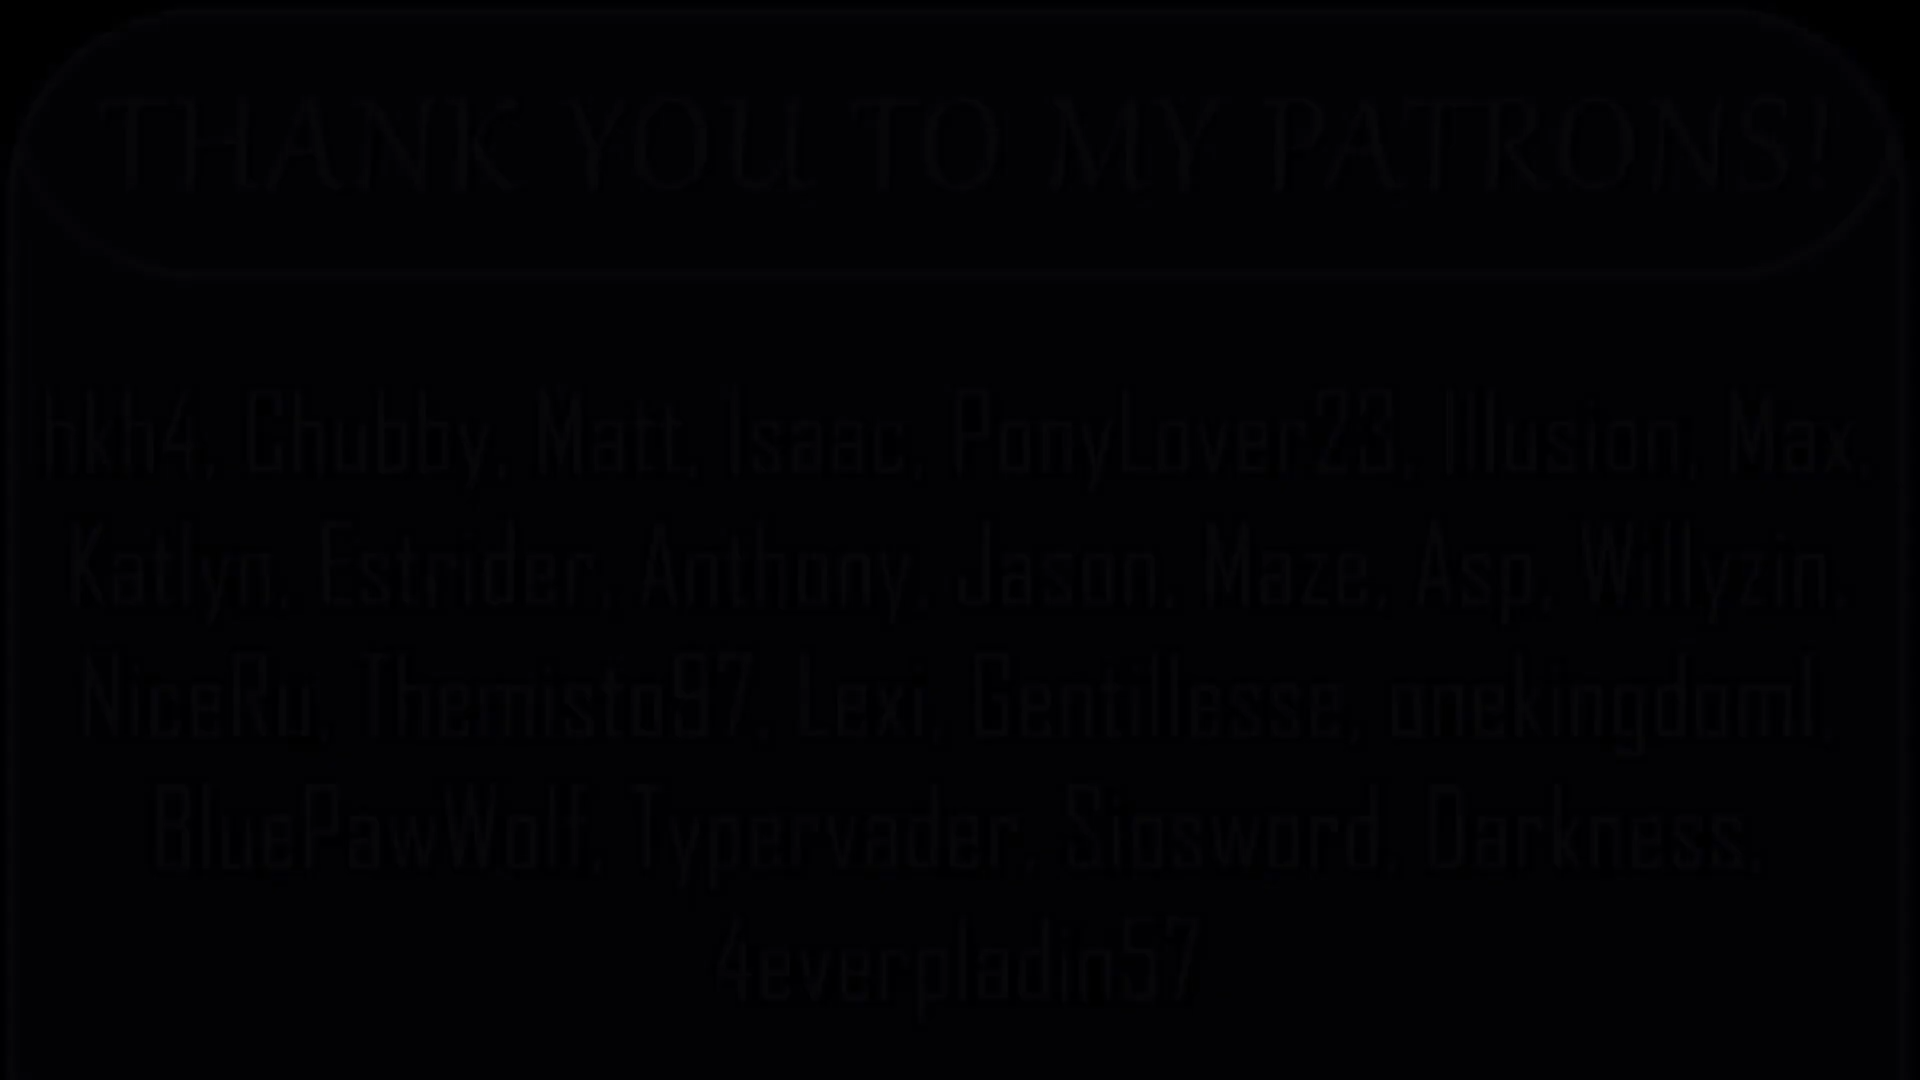 THANK YOU TO MY PATRONS!
hkh4, Chubby, Matt, Isaac, PonyLover23, Illusion, Max,
Katlyn, Estrider, Anthony, Jason, Maze, Asp, Willyzin,
NiceRu, Themisto97, Lexi, Gentillesse, onekingdom1,
BluePawWolf, Typervader, Siosword, Darkness,
4everpladin57